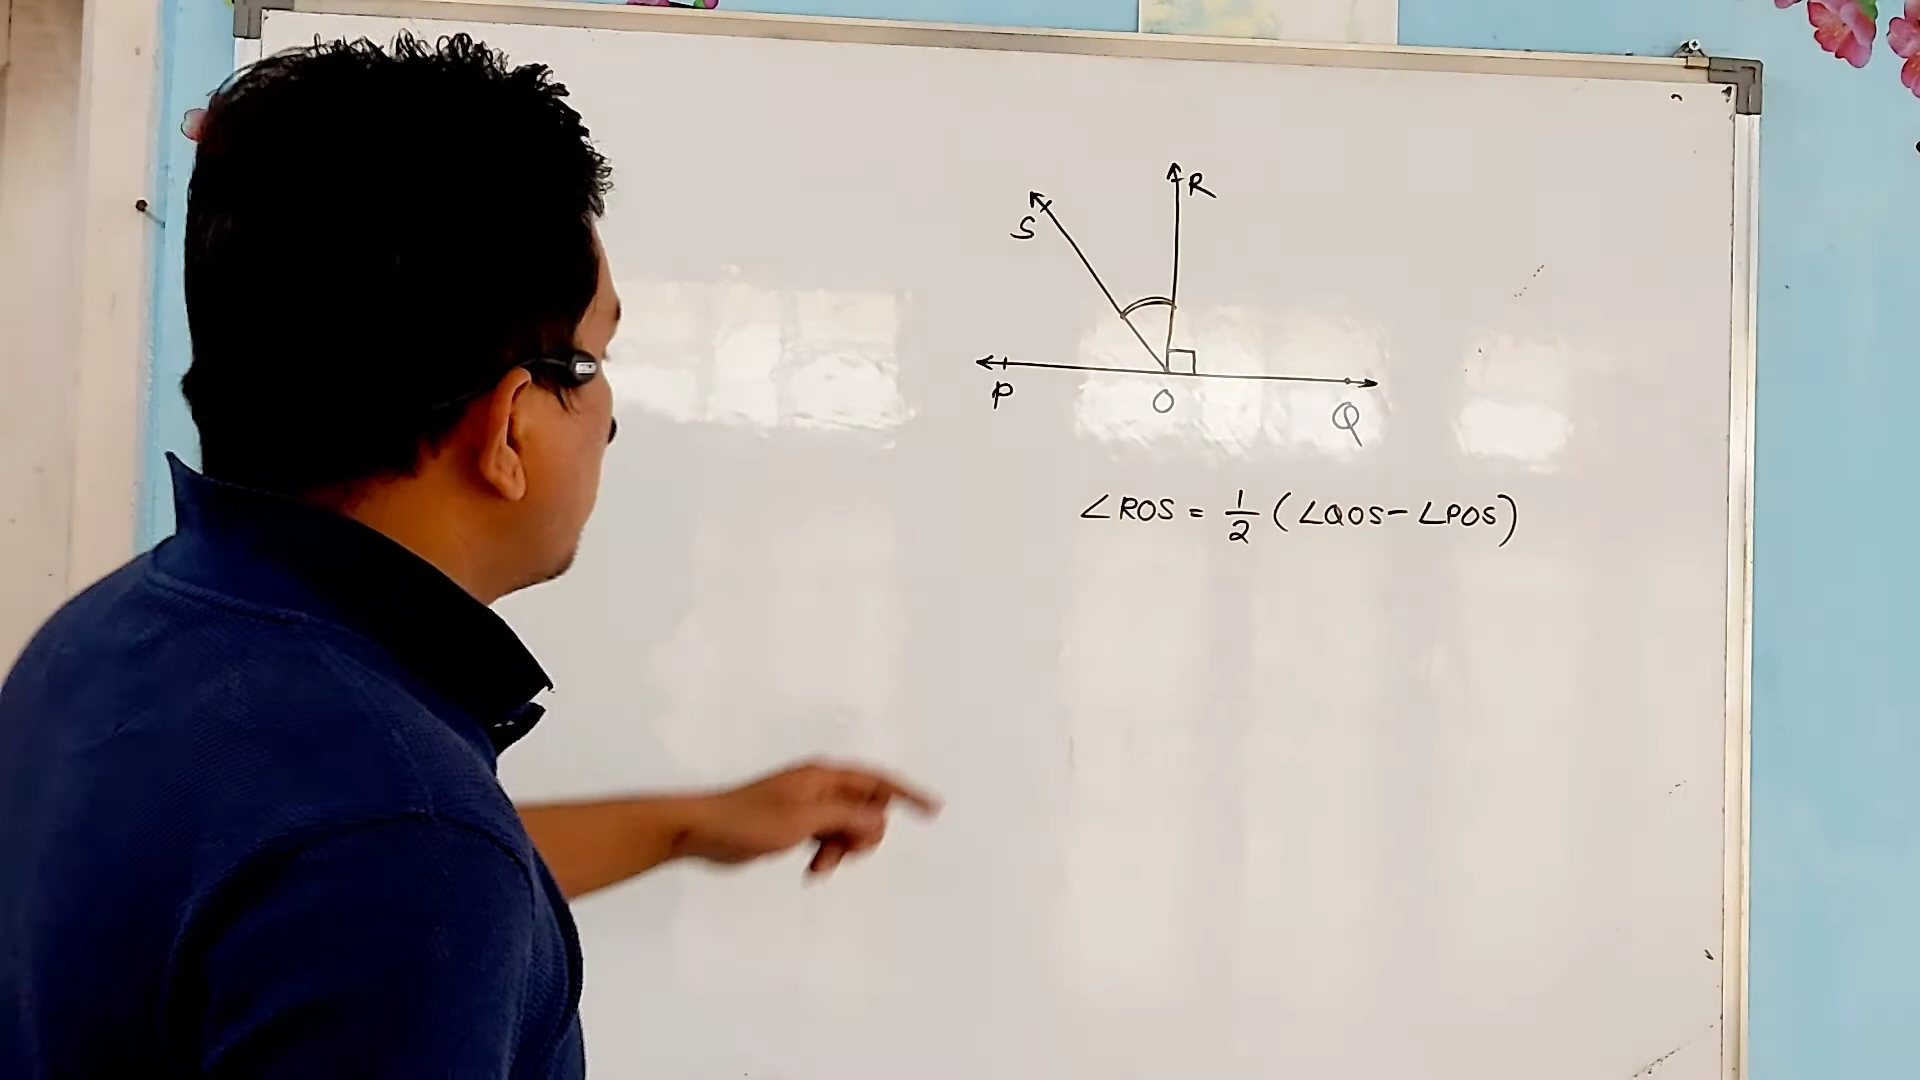 R
S
P
O
Q
∠ROS = 1/2 (∠QOS - ∠POS)